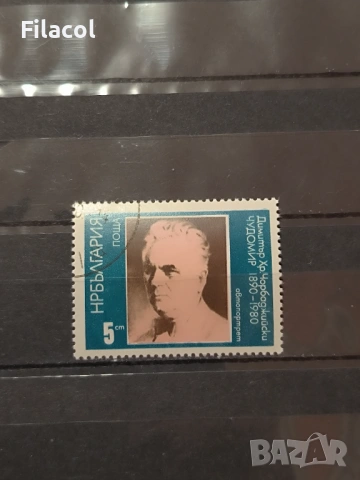 Filacol
НРБЪЛГАРИЯ
ПОЩА
5 ст
Димитър Хр. Чорбаджийски
ЧУДОМИР · 1890-1980
автопортрет
BAZAR